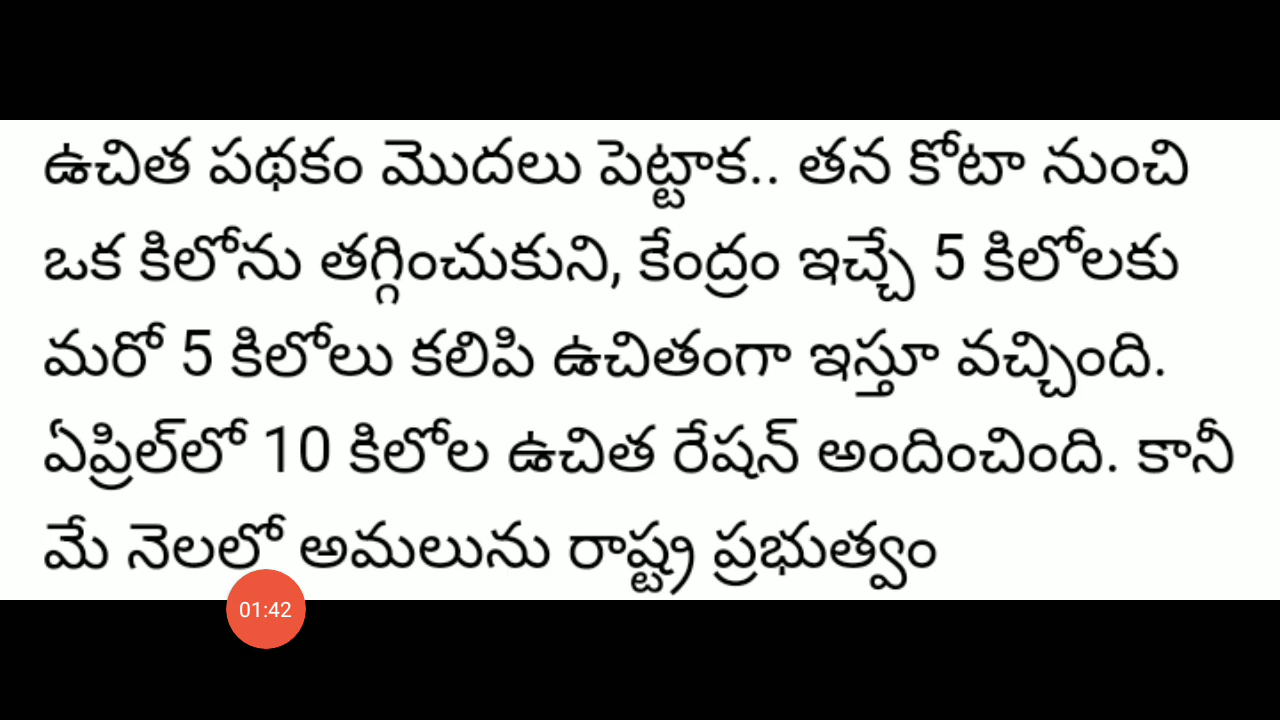 ఉచిత పథకం మొదలు పెట్టాక.. తన కోటా నుంచి
ఒక కిలోను తగ్గించుకుని, కేంద్రం ఇచ్చే 5 కిలోలకు
మరో 5 కిలోలు కలిపి ఉచితంగా ఇస్తూ వచ్చింది.
ఏప్రిల్‌లో 10 కిలోల ఉచిత రేషన్ అందించింది. కానీ
మే నెలలో అమలును రాష్ట్ర ప్రభుత్వం
01:42